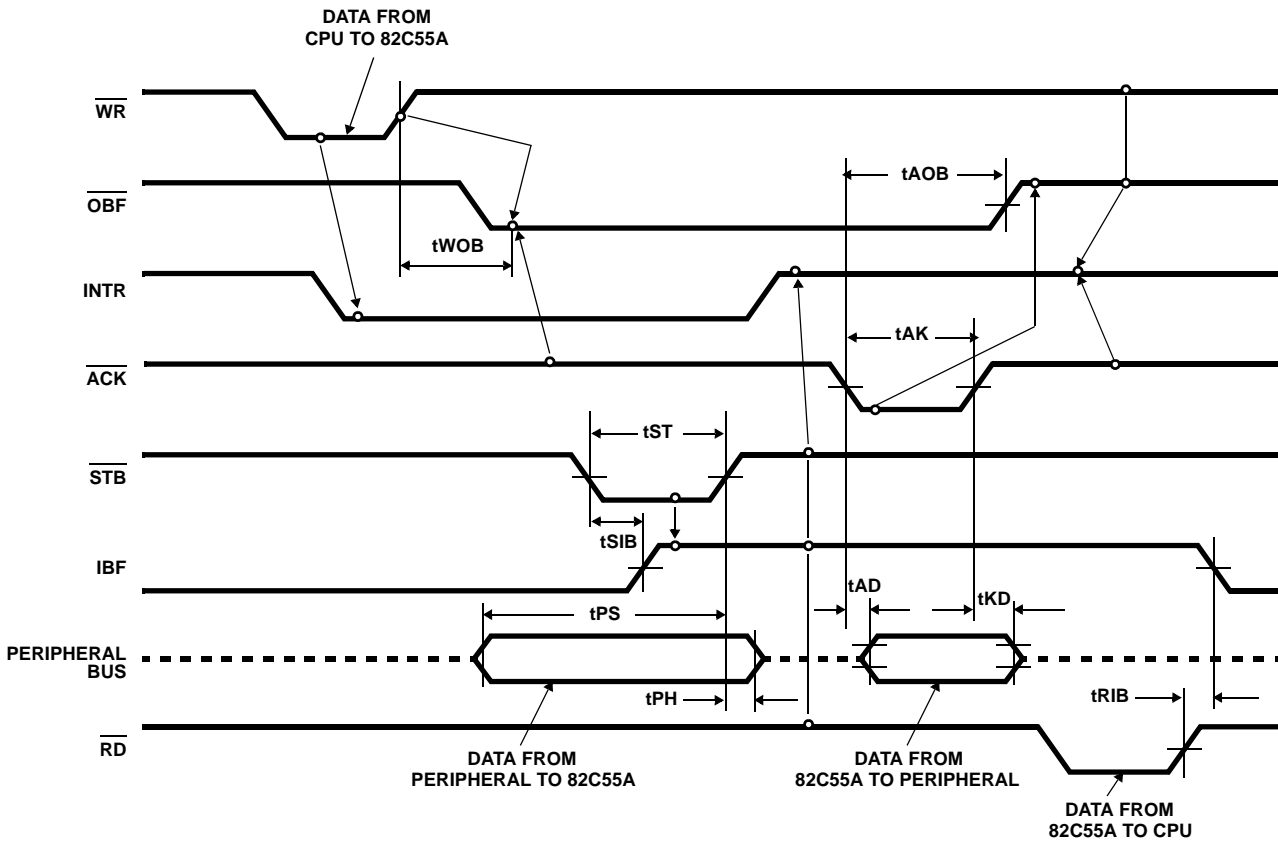 DATA FROM
CPU TO 82C55A
WR
tAOB
OBF
tWOB
INTR
tAK
ACK
tST
STB
tSIB
IBF
tAD
tKD
tPS
PERIPHERAL
BUS
tPH
tRIB
RD
DATA FROM
PERIPHERAL TO 82C55A
DATA FROM
82C55A TO PERIPHERAL
DATA FROM
82C55A TO CPU